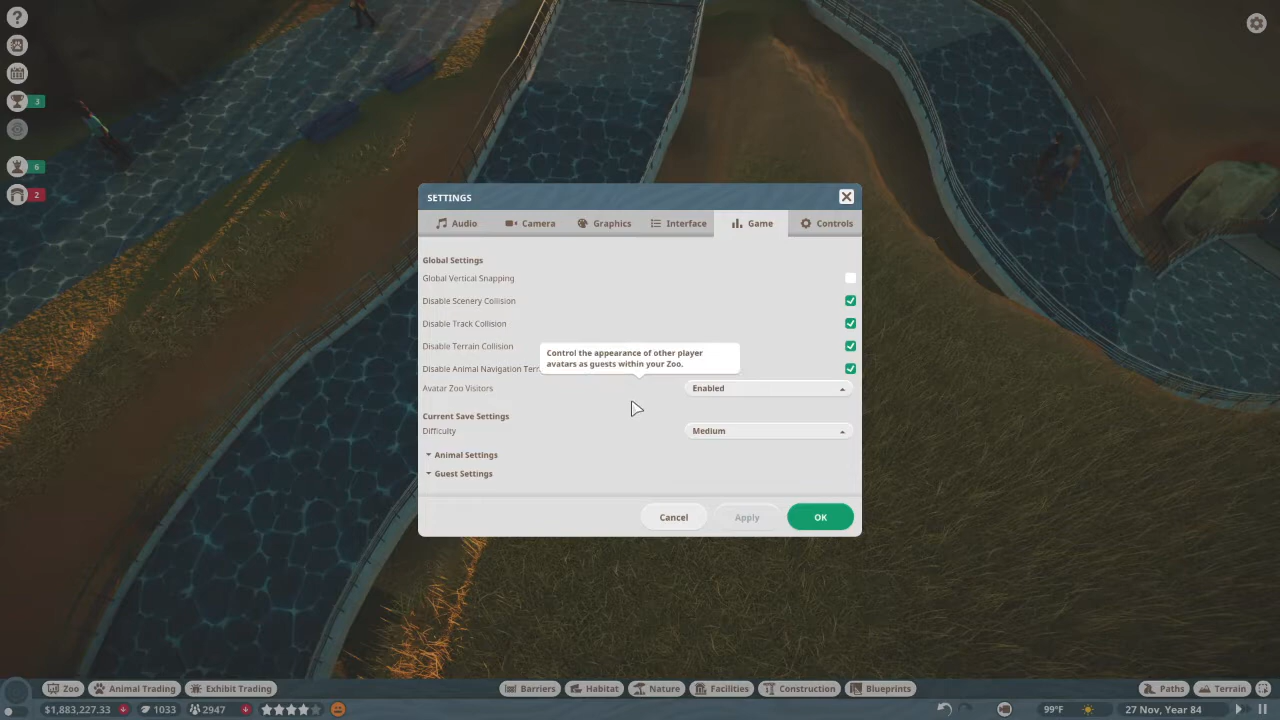 ?
3
6
2
SETTINGS
Audio Camera Graphics Interface Game Controls
Global Settings
Global Vertical Snapping
Disable Scenery Collision
Disable Track Collision
Disable Terrain Collision
Control the appearance of other player
avatars as guests within your Zoo.
Disable Animal Navigation Terr
Avatar Zoo Visitors Enabled
Current Save Settings
Difficulty Medium
Animal Settings
Guest Settings
Cancel Apply OK
Zoo Animal Trading Exhibit Trading Barriers Habitat Nature Facilities Construction Blueprints Paths Terrain
$1,883,227.33 1033 2947 99°F 27 Nov, Year 84